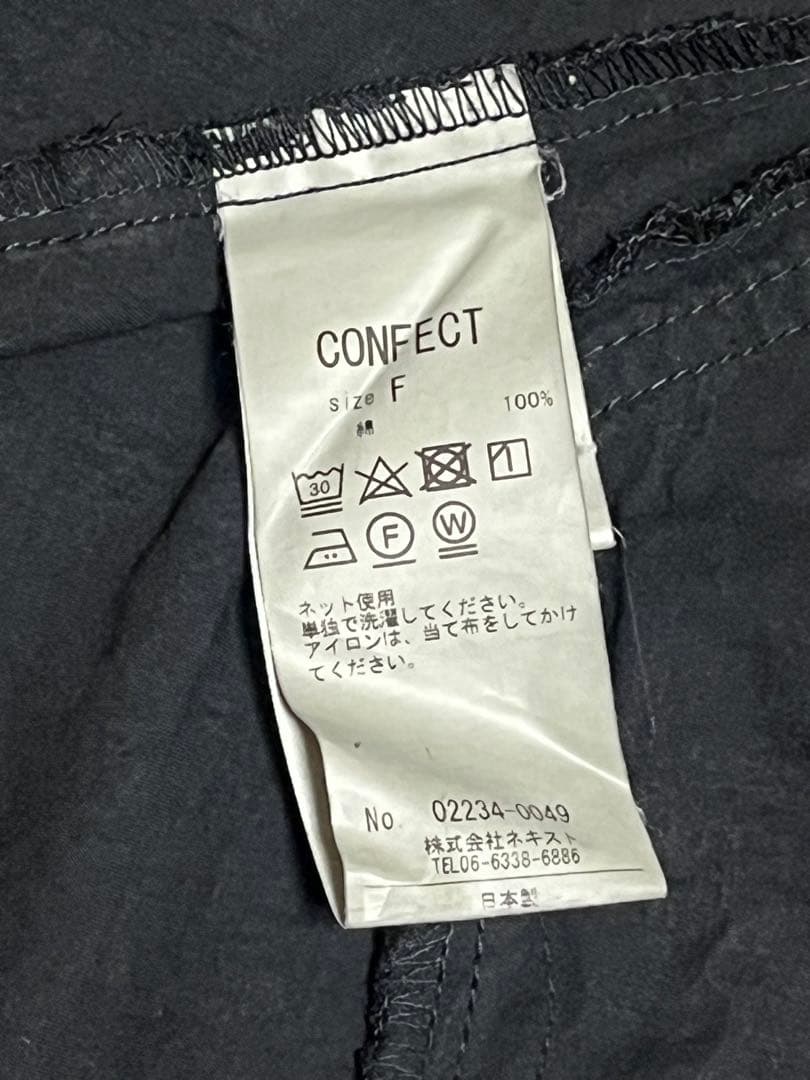 CONFECT
size F
綿 100%
30
F W
ネット使用
単独で洗濯してください。
アイロンは、当て布をしてかけ
てください。
No 02234-0049
株式会社ネキスト
TEL06-6338-6886
日本製